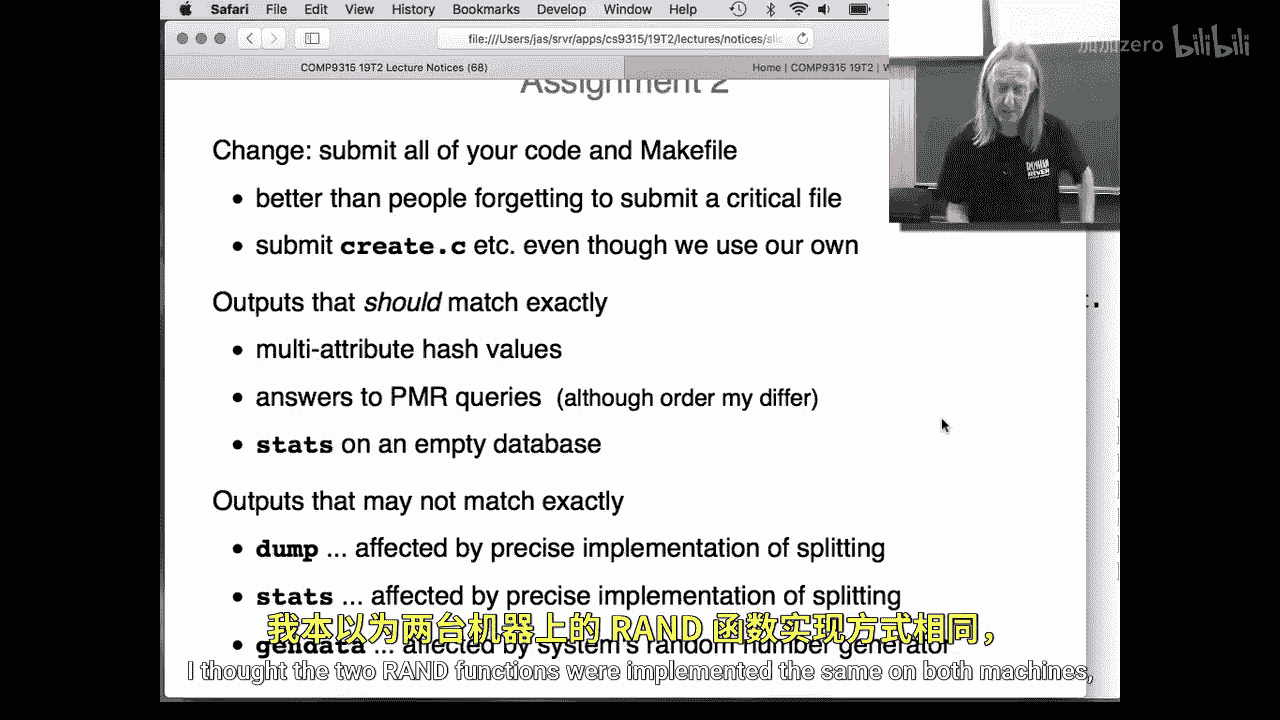 Safari File Edit View History Bookmarks Develop Window Help
加加zero bilibili
file:///Users/jas/srvr/apps/cs9315/19T2/lectures/notices/slid
COMP9315 19T2 Lecture Notices (68)
Home | COMP9315 19T2 | W
Assignment 2
Change: submit all of your code and Makefile
• better than people forgetting to submit a critical file
• submit create.c etc. even though we use our own
Outputs that should match exactly
• multi-attribute hash values
• answers to PMR queries (although order my differ)
• stats on an empty database
Outputs that may not match exactly
• dump ... affected by precise implementation of splitting
• stats ... affected by precise implementation of splitting
• gendata ... affected by system's random number generator
我本以为两台机器上的 RAND 函数实现方式相同，
I thought the two RAND functions were implemented the same on both machines,